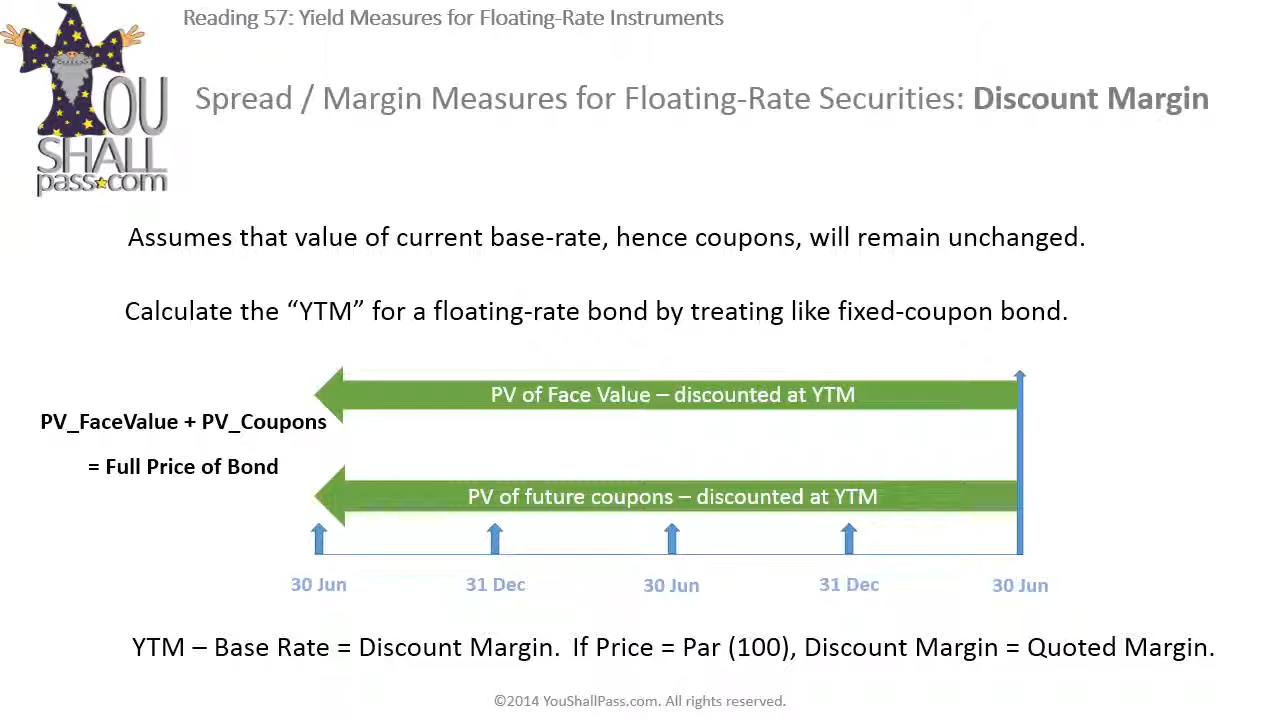 Reading 57: Yield Measures for Floating-Rate Instruments
YOU
SHALL
pass.com
Spread / Margin Measures for Floating-Rate Securities: Discount Margin
Assumes that value of current base-rate, hence coupons, will remain unchanged.
Calculate the “YTM” for a floating-rate bond by treating like fixed-coupon bond.
PV of Face Value – discounted at YTM
PV_FaceValue + PV_Coupons
= Full Price of Bond
PV of future coupons – discounted at YTM
30 Jun 31 Dec 30 Jun 31 Dec 30 Jun
YTM – Base Rate = Discount Margin. If Price = Par (100), Discount Margin = Quoted Margin.
©2014 YouShallPass.com. All rights reserved.